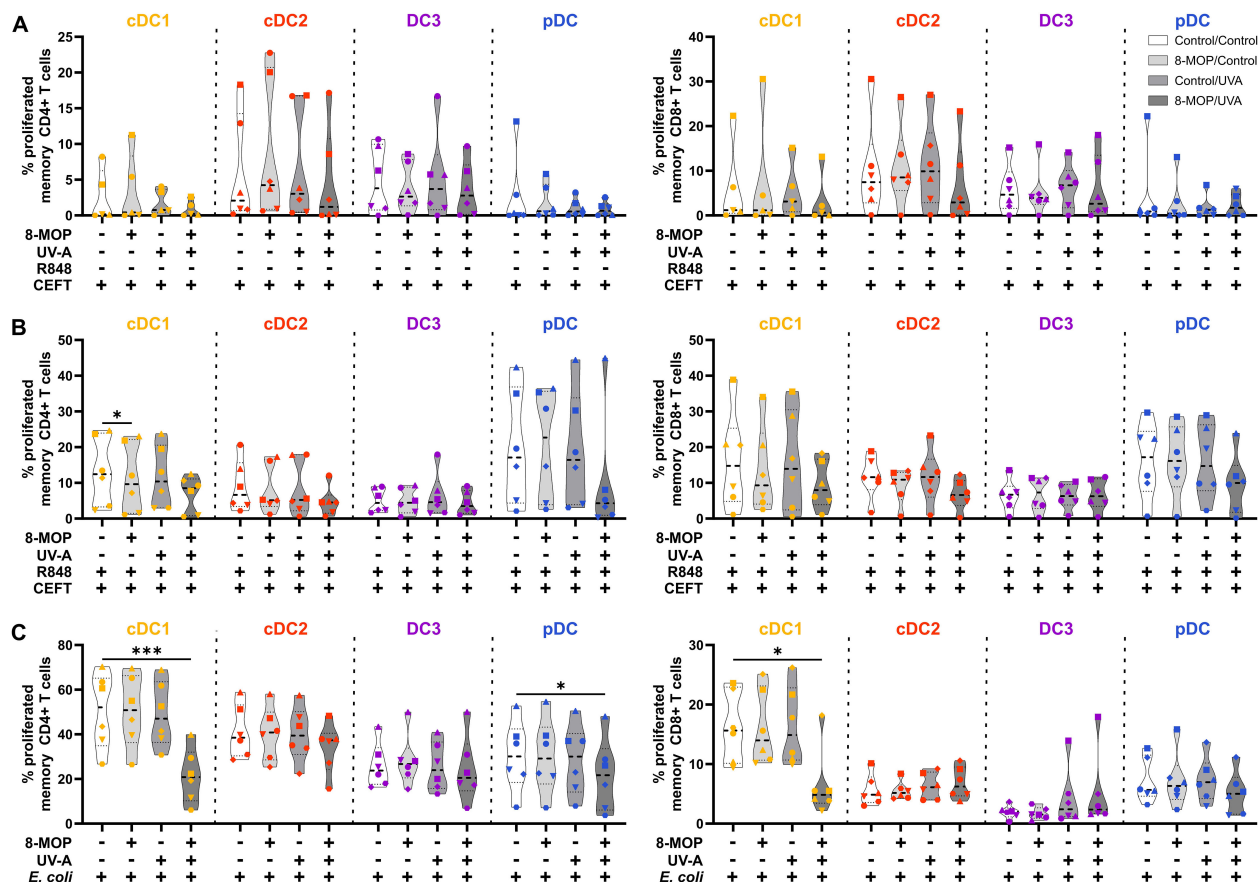 A
cDC1 cDC2 DC3 pDC
% proliferated
memory CD4+ T cells
25
20
15
10
5
0
8-MOP - + - +
UV-A - - + +
R848 - - - -
CEFT + + + +
- + - +
- - + +
- - - -
+ + + +
- + - +
- - + +
- - - -
+ + + +
- + - +
- - + +
- - - -
+ + + +
cDC1 cDC2 DC3 pDC
% proliferated
memory CD8+ T cells
40
30
20
10
0
Control/Control
8-MOP/Control
Control/UVA
8-MOP/UVA
8-MOP - + - +
UV-A - - + +
R848 - - - -
CEFT + + + +
- + - +
- - + +
- - - -
+ + + +
- + - +
- - + +
- - - -
+ + + +
- + - +
- - + +
- - - -
+ + + +
B
cDC1 cDC2 DC3 pDC
% proliferated
memory CD4+ T cells
50
40
30
20
10
0
*
8-MOP - + - +
UV-A - - + +
R848 + + + +
CEFT + + + +
- + - +
- - + +
+ + + +
+ + + +
- + - +
- - + +
+ + + +
+ + + +
- + - +
- - + +
+ + + +
+ + + +
cDC1 cDC2 DC3 pDC
% proliferated
memory CD8+ T cells
50
40
30
20
10
0
8-MOP - + - +
UV-A - - + +
R848 + + + +
CEFT + + + +
- + - +
- - + +
+ + + +
+ + + +
- + - +
- - + +
+ + + +
+ + + +
- + - +
- - + +
+ + + +
+ + + +
C
cDC1 cDC2 DC3 pDC
% proliferated
memory CD4+ T cells
80
60
40
20
0
***
*
8-MOP - + - +
UV-A - - + +
E. coli + + + +
- + - +
- - + +
+ + + +
- + - +
- - + +
+ + + +
- + - +
- - + +
+ + + +
cDC1 cDC2 DC3 pDC
% proliferated
memory CD8+ T cells
30
20
10
0
*
8-MOP - + - +
UV-A - - + +
E. coli + + + +
- + - +
- - + +
+ + + +
- + - +
- - + +
+ + + +
- + - +
- - + +
+ + + +